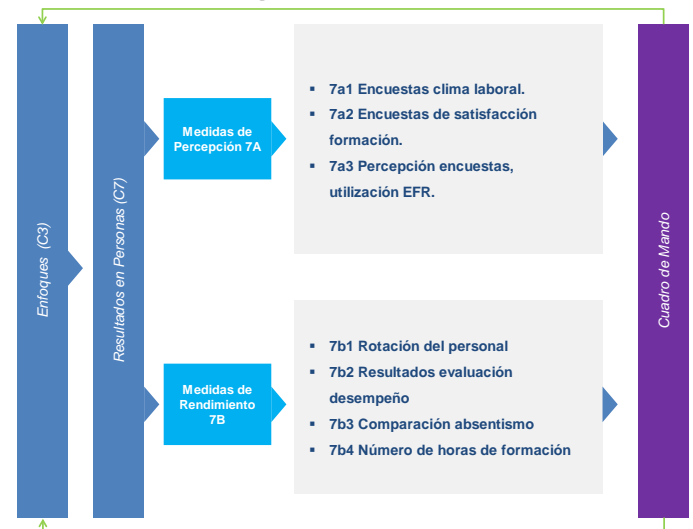 Enfoques (C3)
Resultados en Personas (C7)
Medidas de
Percepción 7A
▪ 7a1 Encuestas clima laboral.
▪ 7a2 Encuestas de satisfacción
formación.
▪ 7a3 Percepción encuestas,
utilización EFR.
Medidas de
Rendimiento
7B
▪ 7b1 Rotación del personal
▪ 7b2 Resultados evaluación
desempeño
▪ 7b3 Comparación absentismo
▪ 7b4 Número de horas de formación
Cuadro de Mando